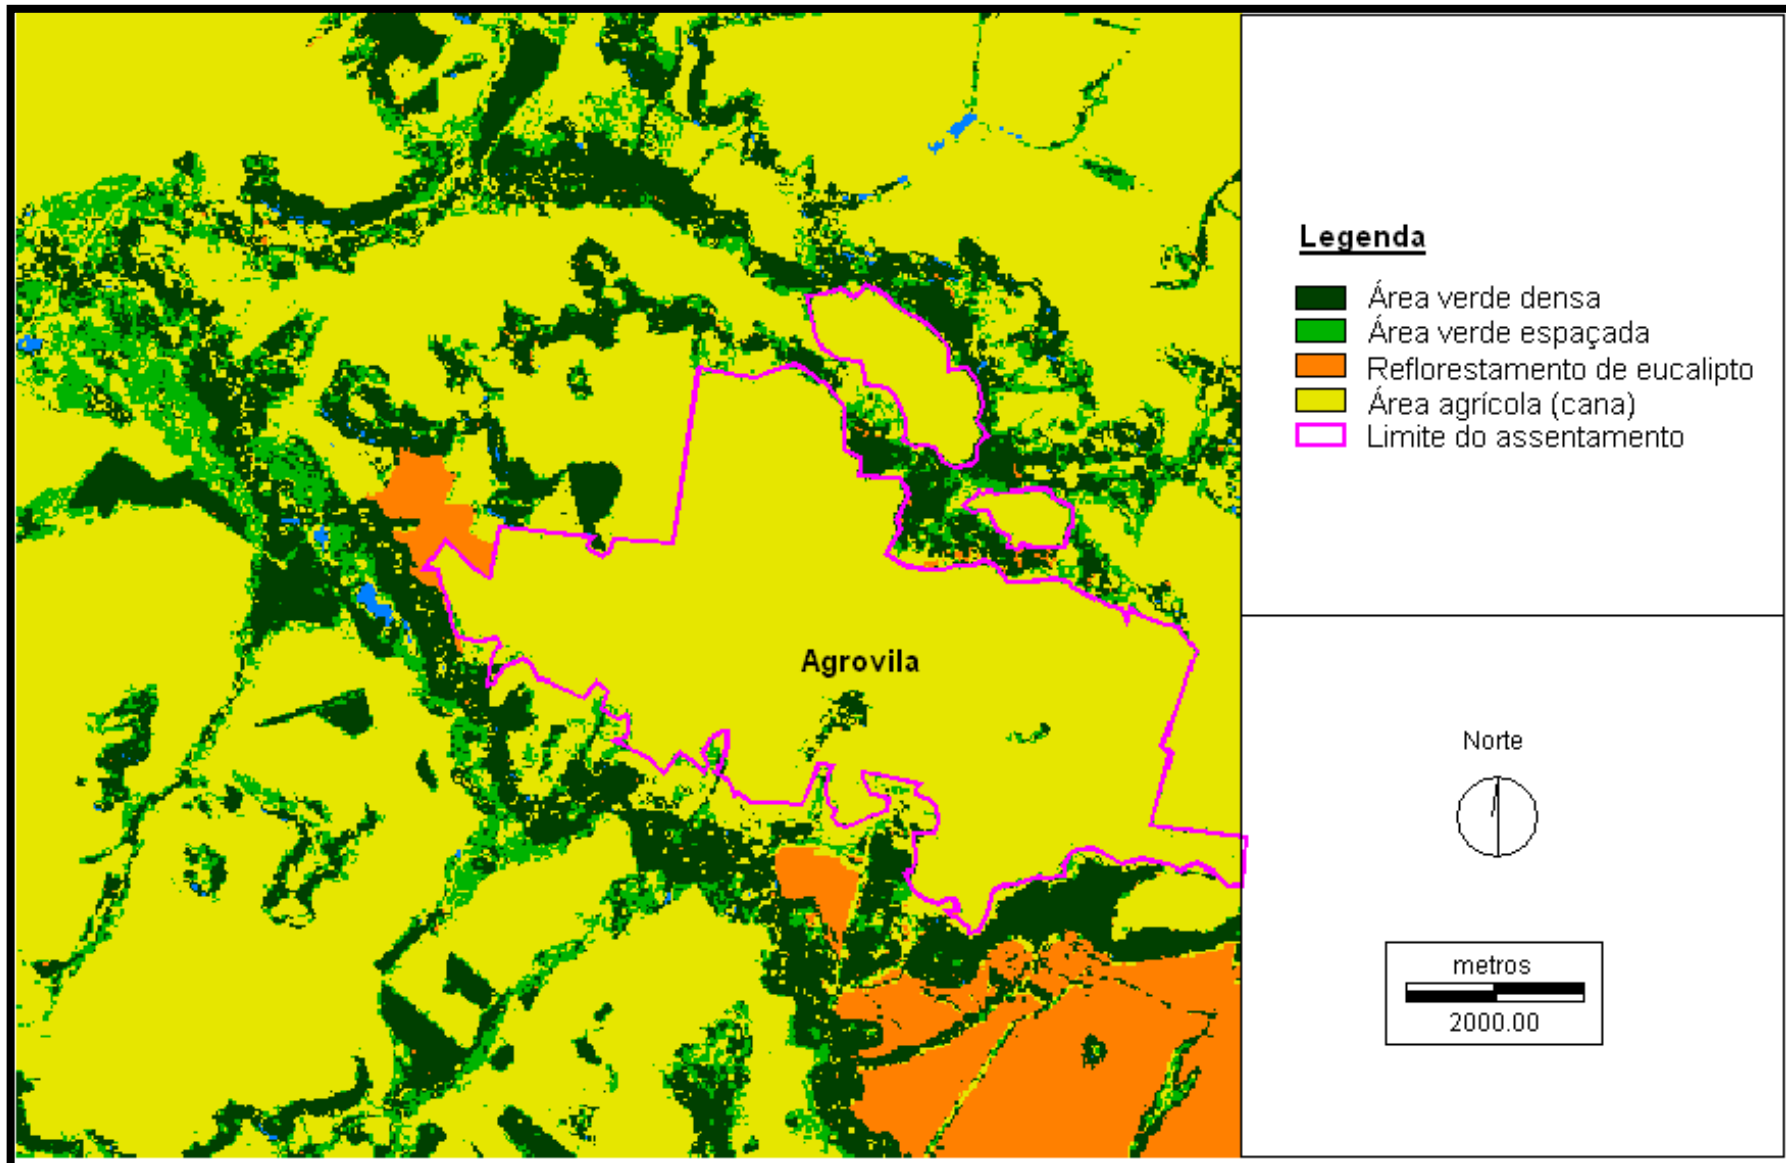 Legenda
Área verde densa
Área verde espaçada
Reflorestamento de eucalipto
Área agrícola (cana)
Limite do assentamento
Agrovila
Norte
metros
2000.00